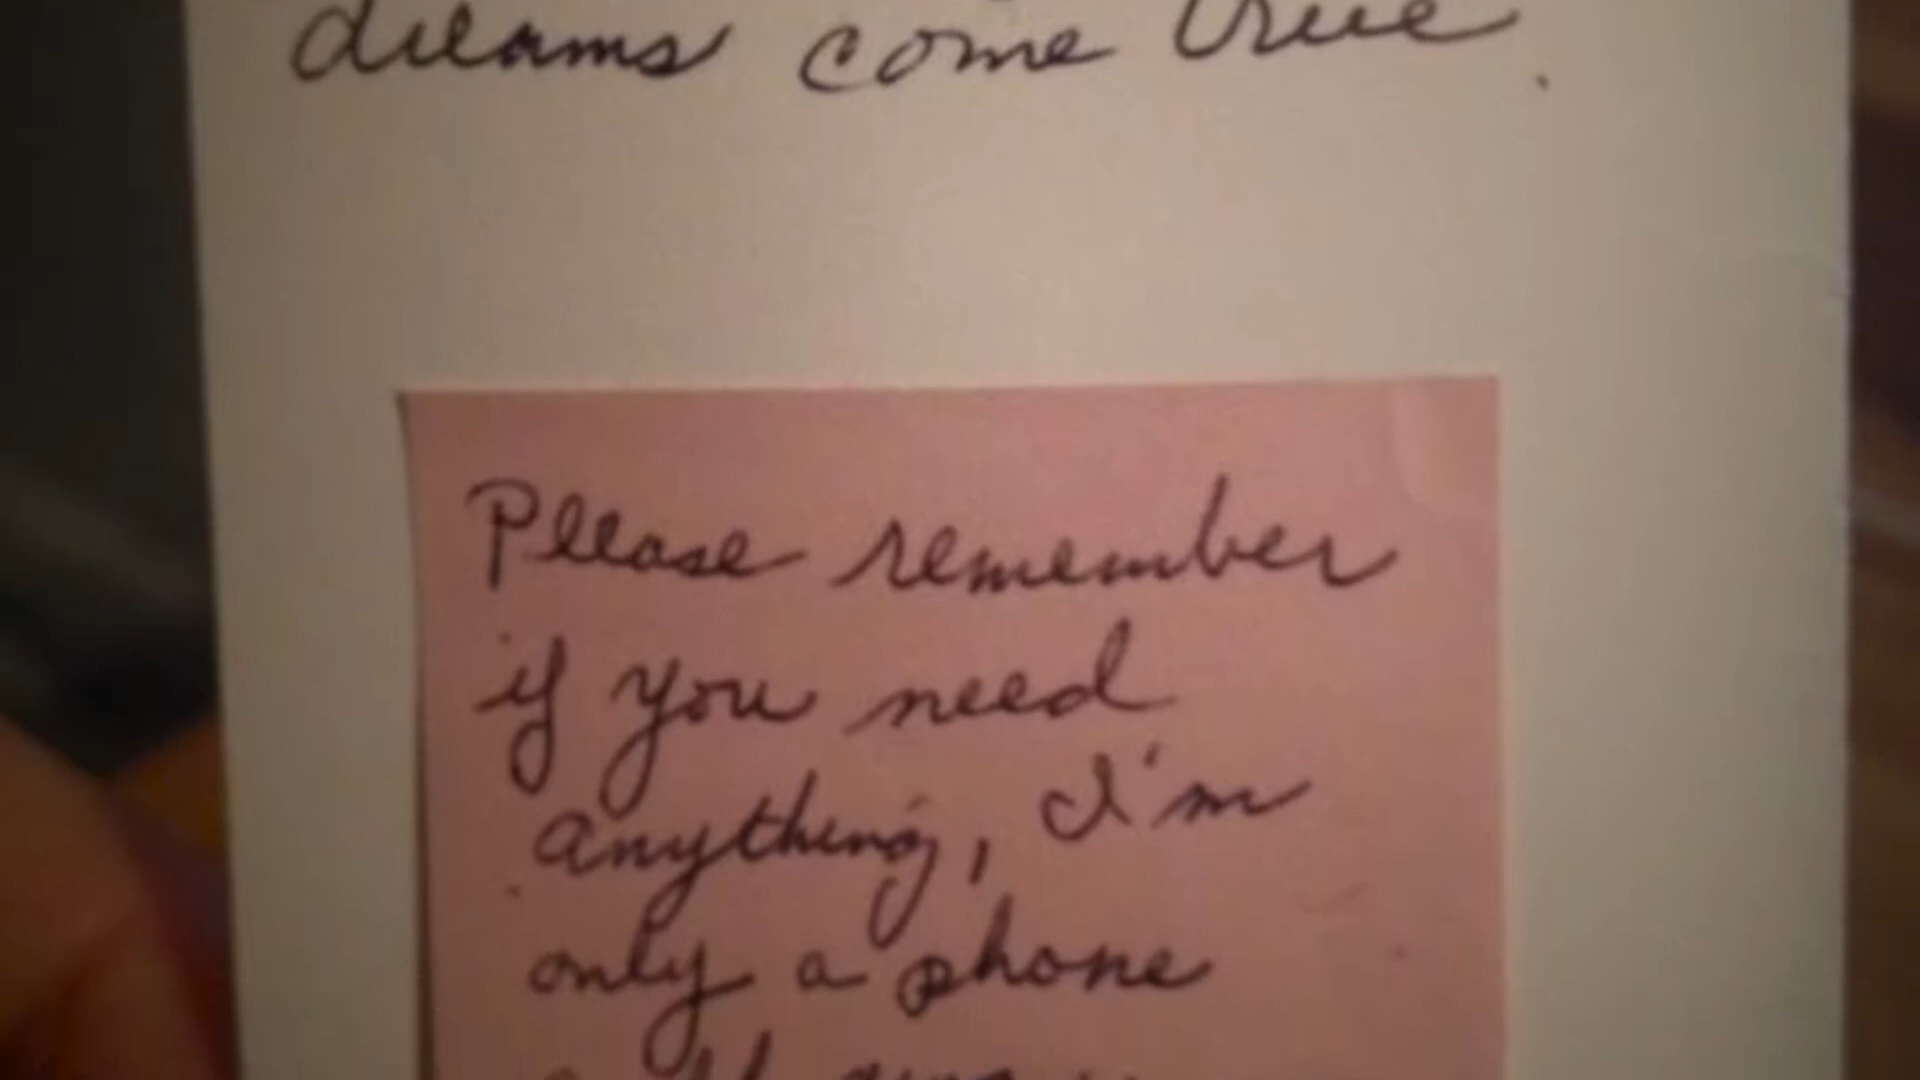 dreams come true.
Please remember
if you need
anything, I'm
only a phone